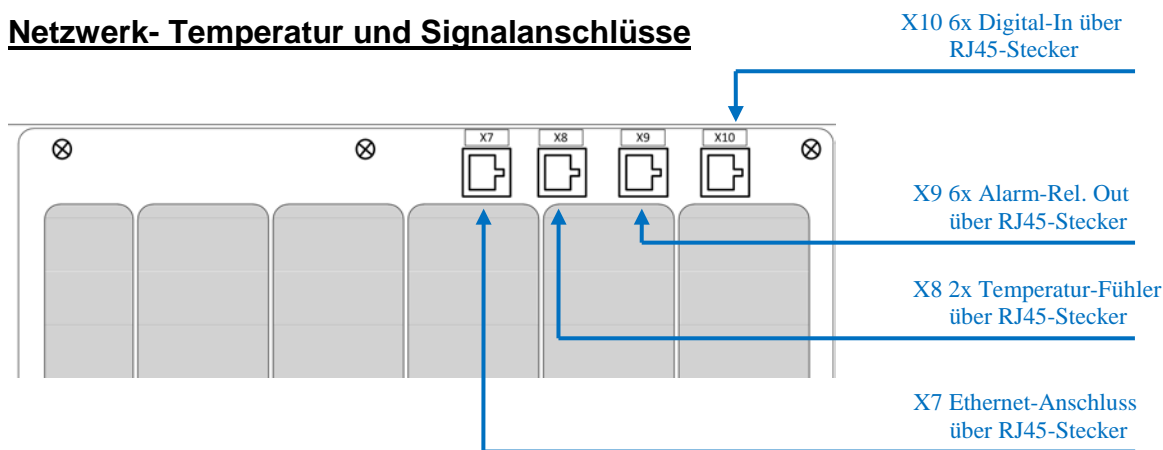 Netzwerk- Temperatur und Signalanschlüsse
X10 6x Digital-In über
RJ45-Stecker
X7
X8
X9
X10
X9 6x Alarm-Rel. Out
über RJ45-Stecker
X8 2x Temperatur-Fühler
über RJ45-Stecker
X7 Ethernet-Anschluss
über RJ45-Stecker